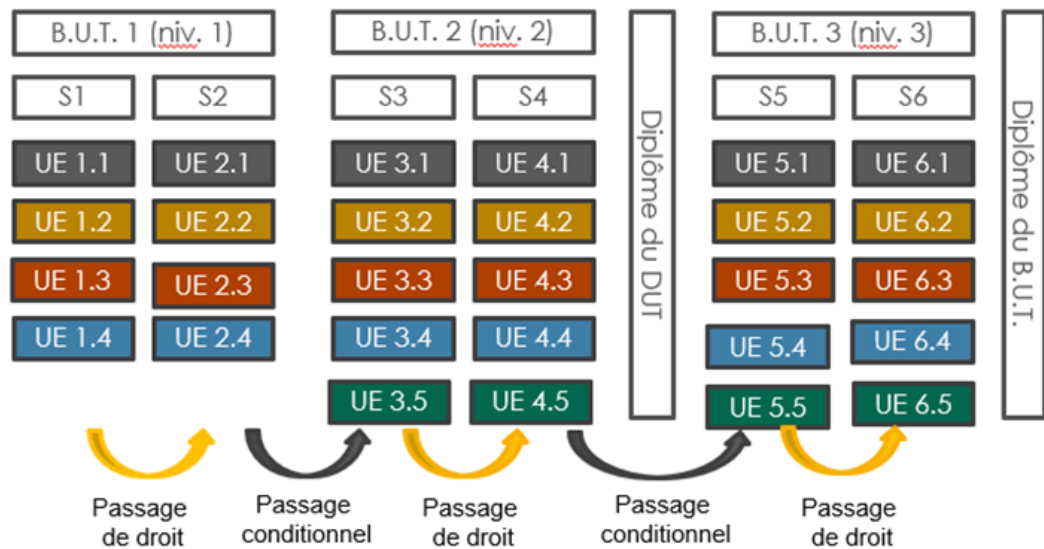 B.U.T. 1 (niv. 1)
B.U.T. 2 (niv. 2)
B.U.T. 3 (niv. 3)
S1
S2
S3
S4
S5
S6
UE 1.1
UE 2.1
UE 3.1
UE 4.1
UE 5.1
UE 6.1
UE 1.2
UE 2.2
UE 3.2
UE 4.2
UE 5.2
UE 6.2
UE 1.3
UE 2.3
UE 3.3
UE 4.3
UE 5.3
UE 6.3
UE 1.4
UE 2.4
UE 3.4
UE 4.4
UE 5.4
UE 6.4
UE 3.5
UE 4.5
UE 5.5
UE 6.5
Diplôme du DUT
Diplôme du B.U.T.
Passage
de droit
Passage
conditionnel
Passage
de droit
Passage
conditionnel
Passage
de droit